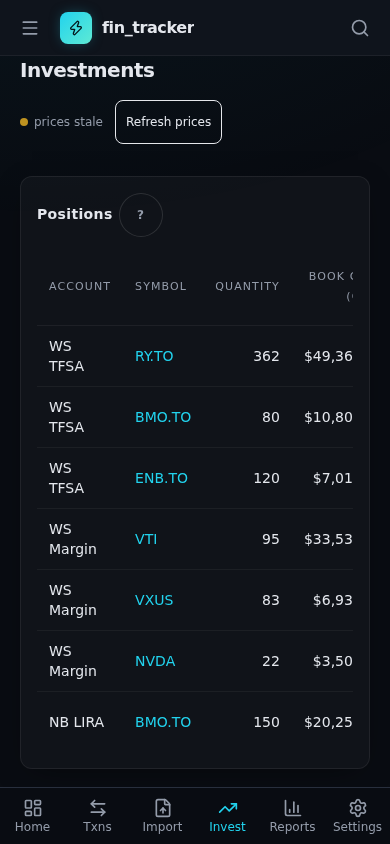 fin_tracker
Investments
prices stale
Refresh prices
Positions ?
ACCOUNT SYMBOL QUANTITY BOOK
WS TFSA RY.TO 362 $49,36
WS TFSA BMO.TO 80 $10,80
WS TFSA ENB.TO 120 $7,01
WS Margin VTI 95 $33,53
WS Margin VXUS 83 $6,93
WS Margin NVDA 22 $3,50
NB LIRA BMO.TO 150 $20,25
Home Txns Import Invest Reports Settings